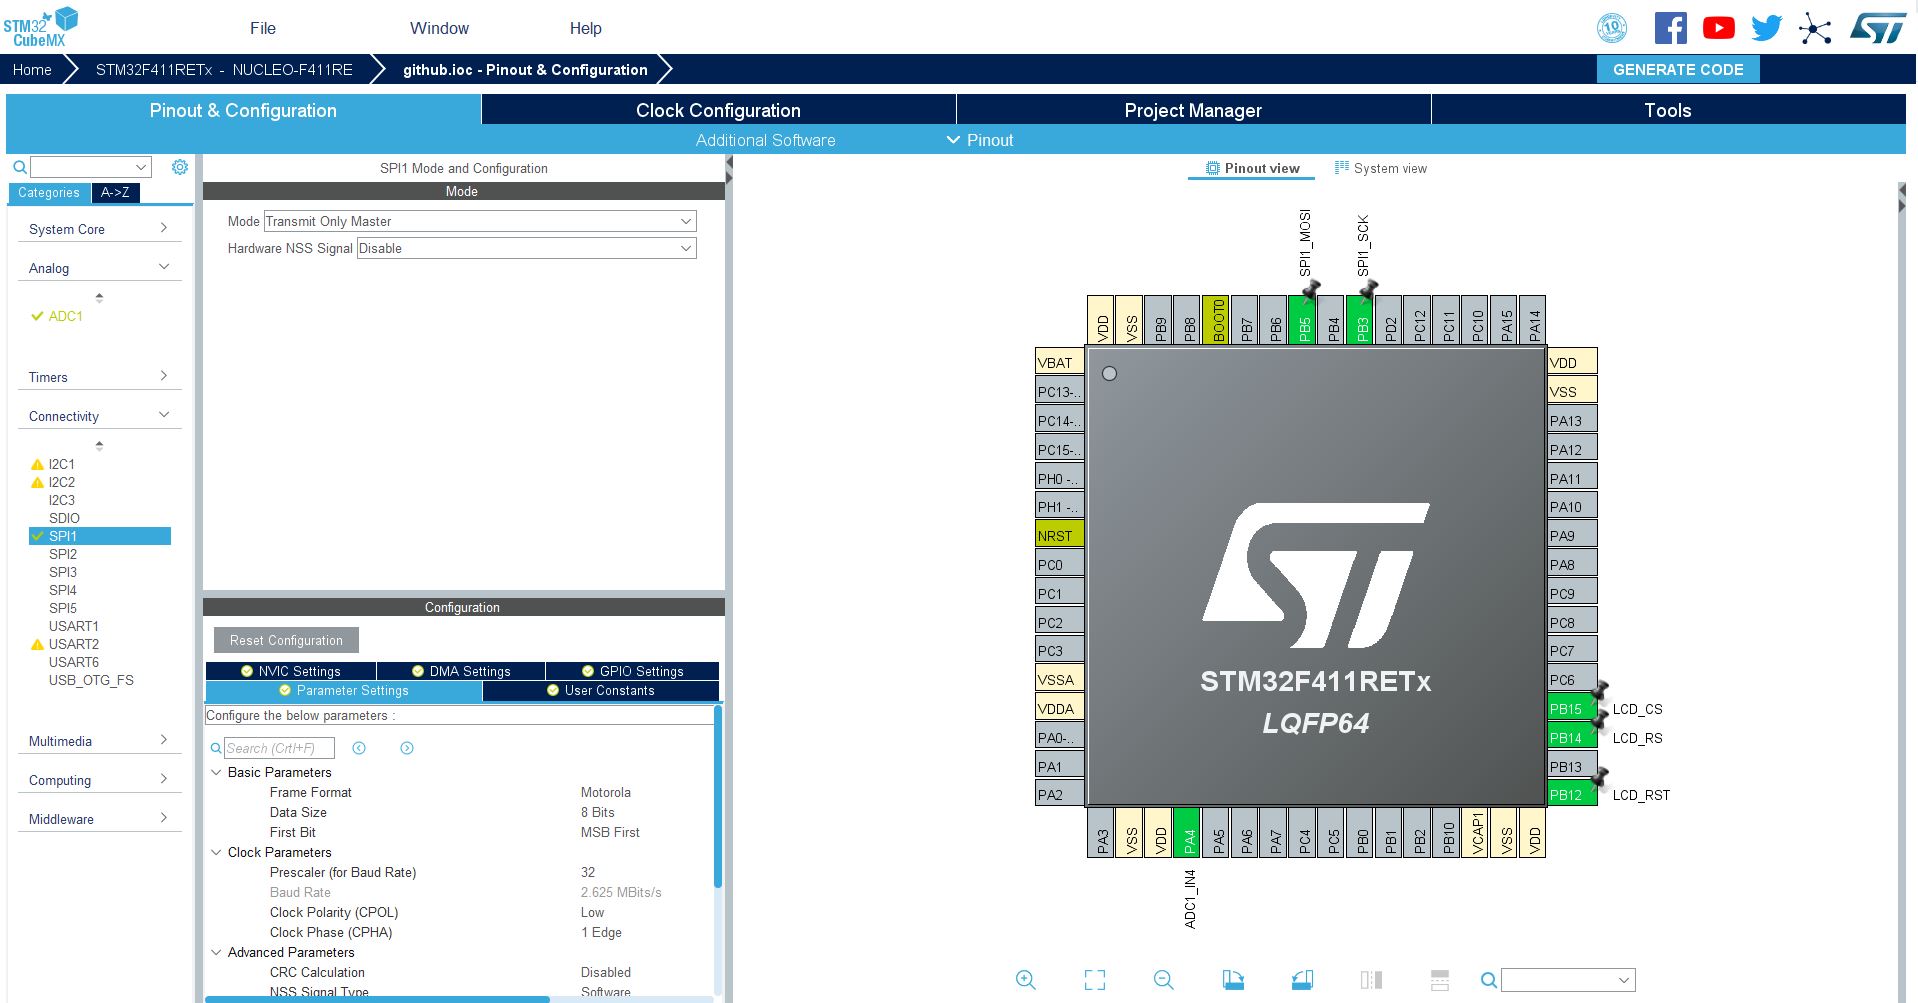 STM32
CubeMX
File
Window
Help
10
Home
STM32F411RETx - NUCLEO-F411RE
github.ioc - Pinout & Configuration
GENERATE CODE
Pinout & Configuration
Clock Configuration
Project Manager
Tools
Additional Software
Pinout
Categories
A->Z
System Core
Analog
ADC1
Timers
Connectivity
I2C1
I2C2
I2C3
SDIO
SPI1
SPI2
SPI3
SPI4
SPI5
USART1
USART2
USART6
USB_OTG_FS
Multimedia
Computing
Middleware
SPI1 Mode and Configuration
Mode
Mode Transmit Only Master
Hardware NSS Signal Disable
Configuration
Reset Configuration
NVIC Settings
DMA Settings
GPIO Settings
Parameter Settings
User Constants
Configure the below parameters :
Search (Crtl+F)
Basic Parameters
Frame Format Motorola
Data Size 8 Bits
First Bit MSB First
Clock Parameters
Prescaler (for Baud Rate) 32
Baud Rate 2.625 MBits/s
Clock Polarity (CPOL) Low
Clock Phase (CPHA) 1 Edge
Advanced Parameters
CRC Calculation Disabled
NSS Signal Type Software
Pinout view
System view
SPI1_MOSI
SPI1_SCK
VDD
VSS
PB9
PB8
BOOT0
PB7
PB6
PB5
PB4
PB3
PD2
PC12
PC11
PC10
PA15
PA14
VBAT
PC13-..
PC14-..
PC15-..
PH0 -..
PH1 -..
NRST
PC0
PC1
PC2
PC3
VSSA
VDDA
PA0-..
PA1
PA2
ST
STM32F411RETx
LQFP64
VDD
VSS
PA13
PA12
PA11
PA10
PA9
PA8
PC9
PC8
PC7
PC6
PB15 LCD_CS
PB14 LCD_RS
PB13
PB12 LCD_RST
PA3
VSS
VDD
PA4
PA5
PA6
PA7
PC4
PC5
PB0
PB1
PB2
PB10
VCAP1
VSS
VDD
ADC1_IN4